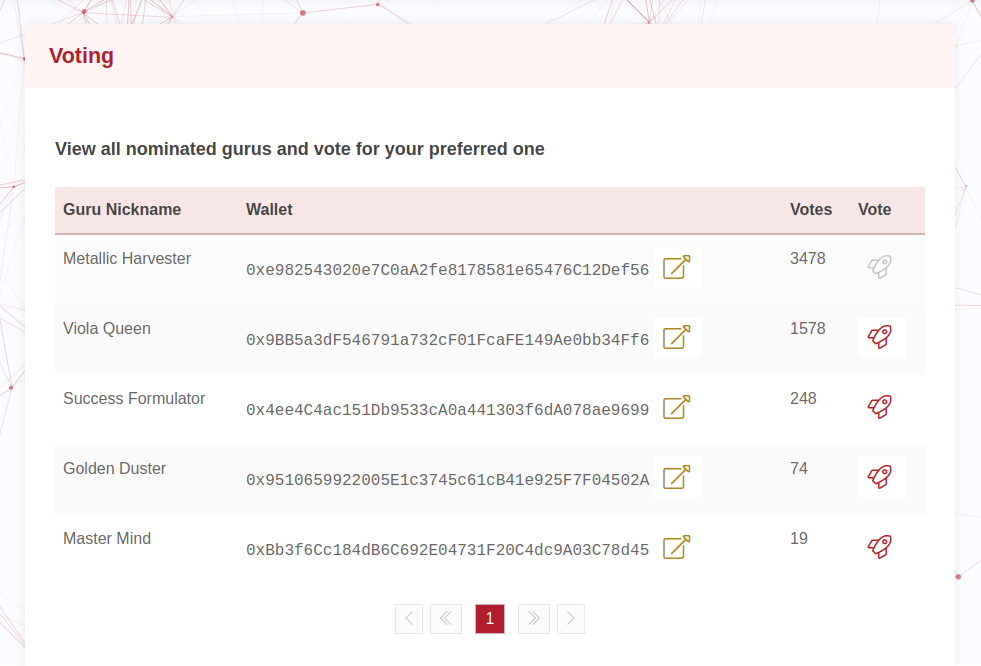 Voting
View all nominated gurus and vote for your preferred one
Guru Nickname Wallet Votes Vote
Metallic Harvester 0xe982543020e7C0aA2fe8178581e65476C12Def56 3478
Viola Queen 0x9BB5a3dF546791a732cF01FcaFE149Ae0bb34Ff6 1578
Success Formulator 0x4ee4C4ac151Db9533cA0a441303f6dA078ae9699 248
Golden Duster 0x9510659922005E1c3745c61cB41e925F7F04502A 74
Master Mind 0xBb3f6Cc184dB6C692E04731F20C4dc9A03C78d45 19
1